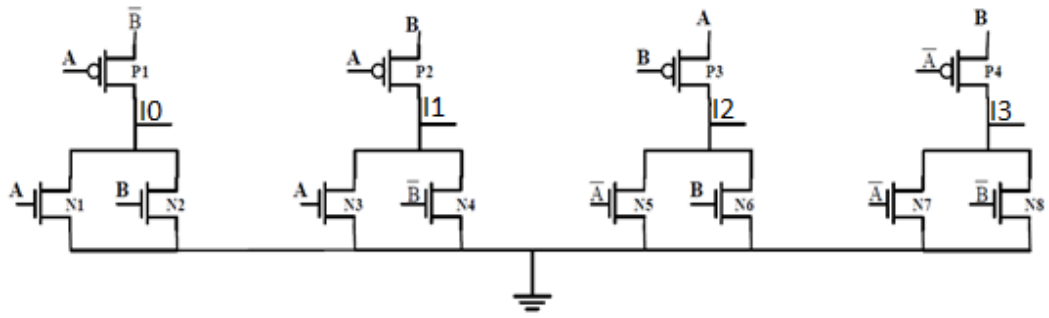 B̅ B A B
A P1 A P2 B P3 A̅ P4
I0 I1 I2 I3
A N1 B N2 A N3 B̅ N4 A̅ N5 B N6 A̅ N7 B̅ N8